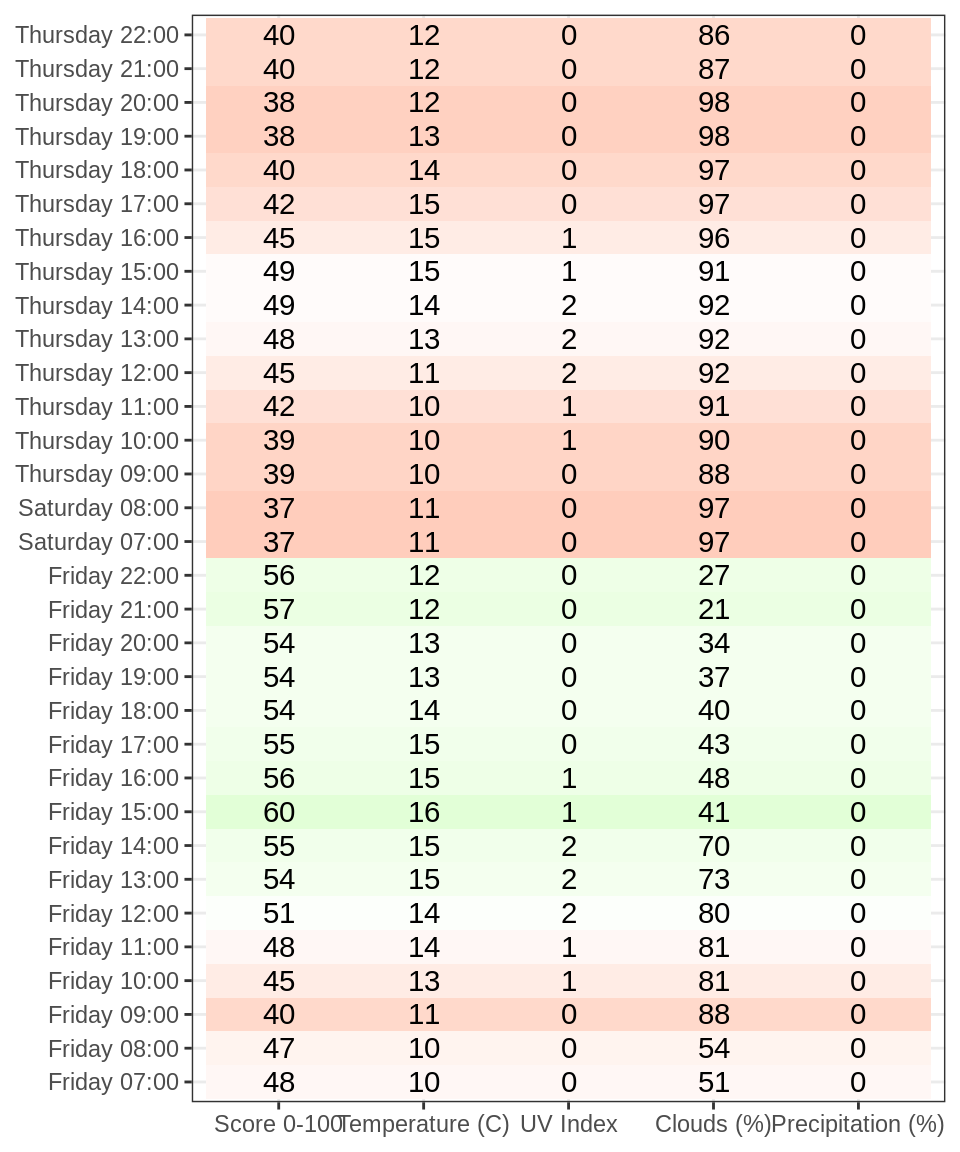 Thursday 22:00 40 12 0 86 0
Thursday 21:00 40 12 0 87 0
Thursday 20:00 38 12 0 98 0
Thursday 19:00 38 13 0 98 0
Thursday 18:00 40 14 0 97 0
Thursday 17:00 42 15 0 97 0
Thursday 16:00 45 15 1 96 0
Thursday 15:00 49 15 1 91 0
Thursday 14:00 49 14 2 92 0
Thursday 13:00 48 13 2 92 0
Thursday 12:00 45 11 2 92 0
Thursday 11:00 42 10 1 91 0
Thursday 10:00 39 10 1 90 0
Thursday 09:00 39 10 0 88 0
Saturday 08:00 37 11 0 97 0
Saturday 07:00 37 11 0 97 0
Friday 22:00 56 12 0 27 0
Friday 21:00 57 12 0 21 0
Friday 20:00 54 13 0 34 0
Friday 19:00 54 13 0 37 0
Friday 18:00 54 14 0 40 0
Friday 17:00 55 15 0 43 0
Friday 16:00 56 15 1 48 0
Friday 15:00 60 16 1 41 0
Friday 14:00 55 15 2 70 0
Friday 13:00 54 15 2 73 0
Friday 12:00 51 14 2 80 0
Friday 11:00 48 14 1 81 0
Friday 10:00 45 13 1 81 0
Friday 09:00 40 11 0 88 0
Friday 08:00 47 10 0 54 0
Friday 07:00 48 10 0 51 0
Score 0-100 Temperature (C) UV Index Clouds (%) Precipitation (%)